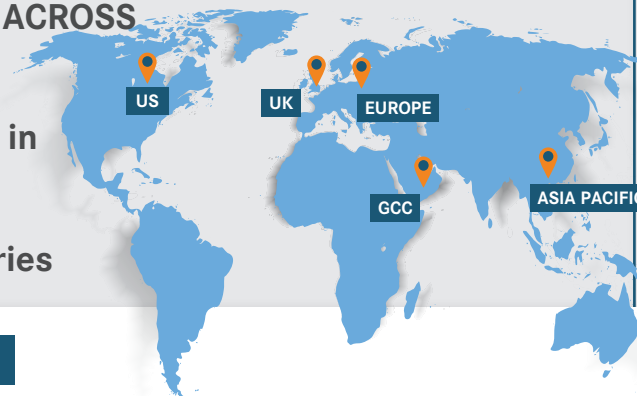 ACROSS
US
UK
EUROPE
in
GCC
ASIA PACIFIC
ries